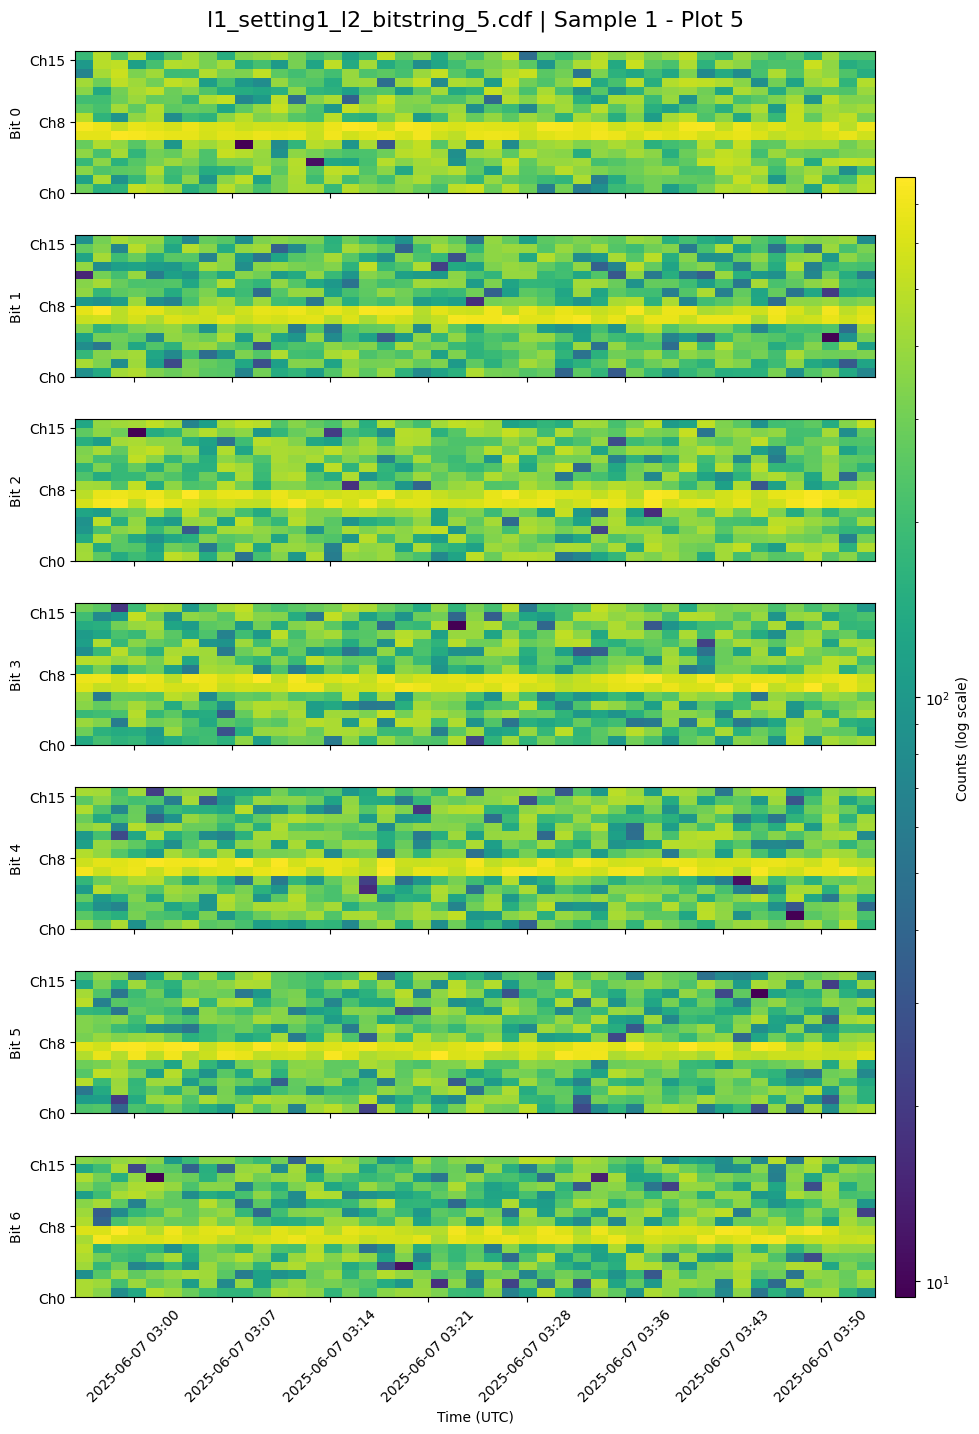 l1_setting1_l2_bitstring_5.cdf | Sample 1 - Plot 5
Bit 0
Ch15
Ch8
Ch0
Bit 1
Ch15
Ch8
Ch0
Bit 2
Ch15
Ch8
Ch0
Bit 3
Ch15
Ch8
Ch0
Bit 4
Ch15
Ch8
Ch0
Bit 5
Ch15
Ch8
Ch0
Bit 6
Ch15
Ch8
Ch0
2025-06-07 03:00
2025-06-07 03:07
2025-06-07 03:14
2025-06-07 03:21
2025-06-07 03:28
2025-06-07 03:36
2025-06-07 03:43
2025-06-07 03:50
Time (UTC)
10²
10¹
Counts (log scale)